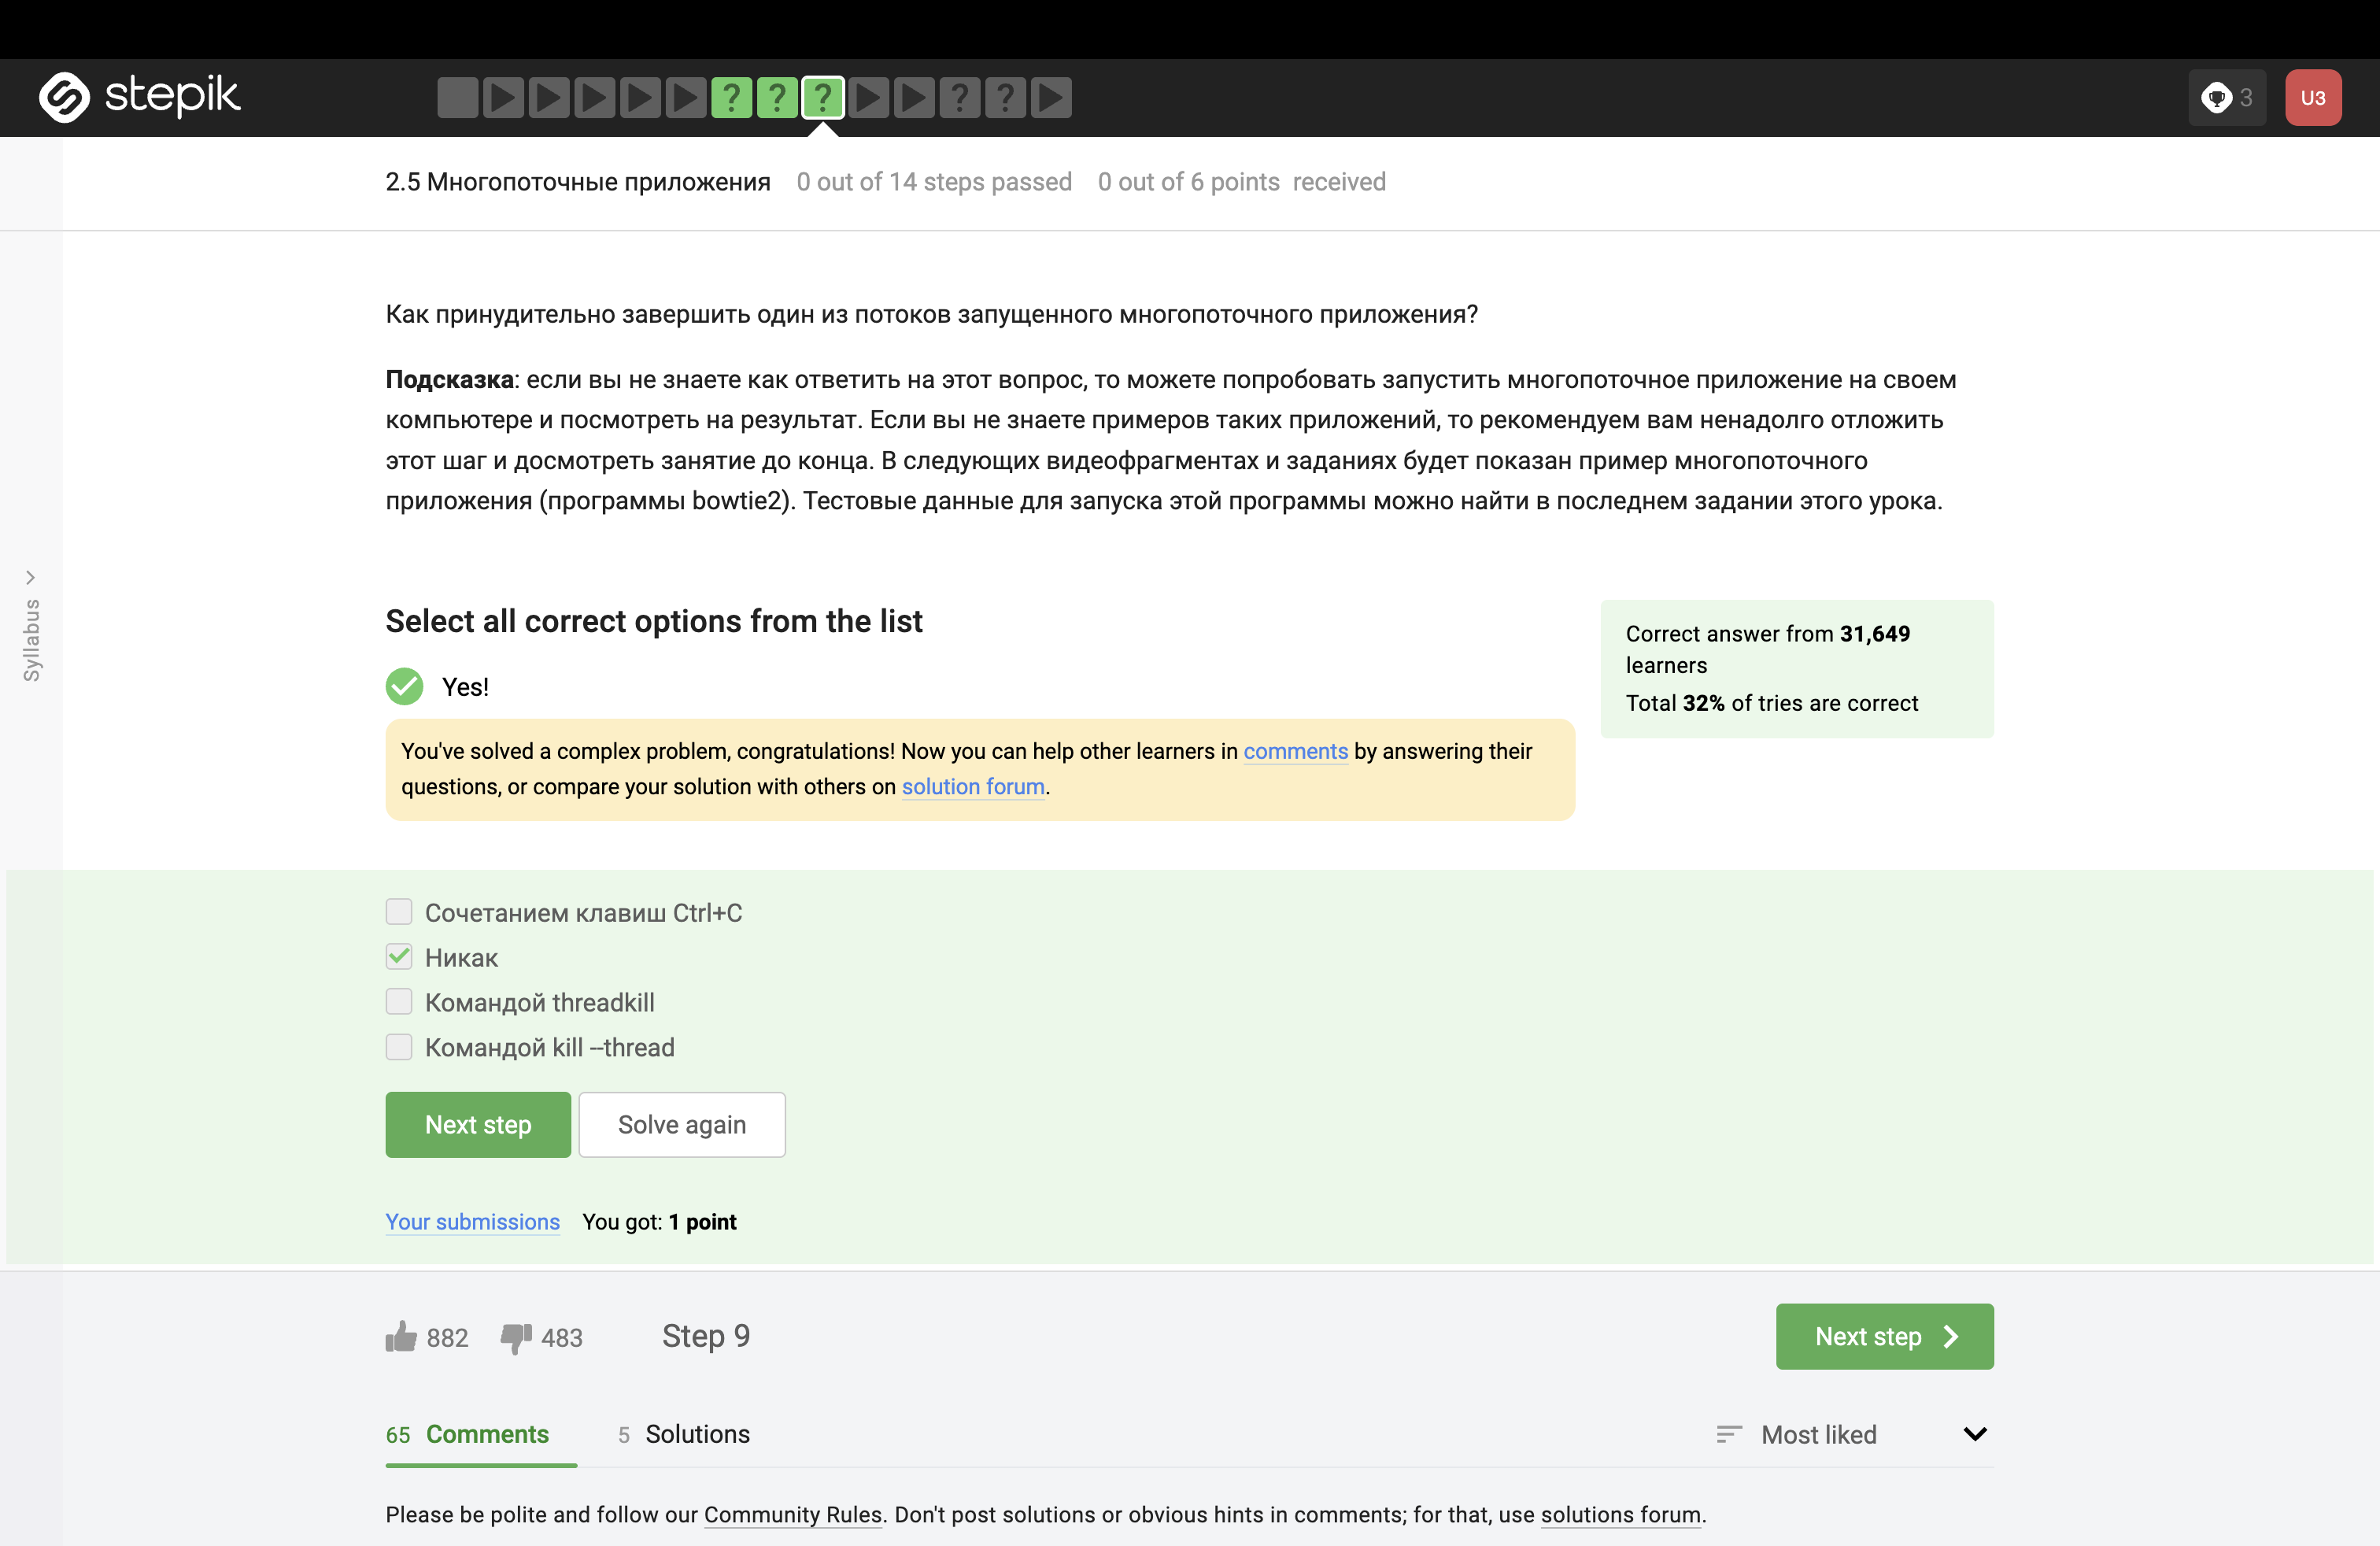 stepik
? ? ? ? ?
3
U3
2.5 Многопоточные приложения 0 out of 14 steps passed 0 out of 6 points received
Syllabus
Как принудительно завершить один из потоков запущенного многопоточного приложения?
Подсказка: если вы не знаете как ответить на этот вопрос, то можете попробовать запустить многопоточное приложение на своем
компьютере и посмотреть на результат. Если вы не знаете примеров таких приложений, то рекомендуем вам ненадолго отложить
этот шаг и досмотреть занятие до конца. В следующих видеофрагментах и заданиях будет показан пример многопоточного
приложения (программы bowtie2). Тестовые данные для запуска этой программы можно найти в последнем задании этого урока.
Select all correct options from the list
Correct answer from 31,649
learners
Total 32% of tries are correct
Yes!
You've solved a complex problem, congratulations! Now you can help other learners in comments by answering their
questions, or compare your solution with others on solution forum.
Сочетанием клавиш Ctrl+C
Никак
Командой threadkill
Командой kill --thread
Next step Solve again
Your submissions You got: 1 point
882 483 Step 9 Next step
65 Comments 5 Solutions Most liked
Please be polite and follow our Community Rules. Don't post solutions or obvious hints in comments; for that, use solutions forum.